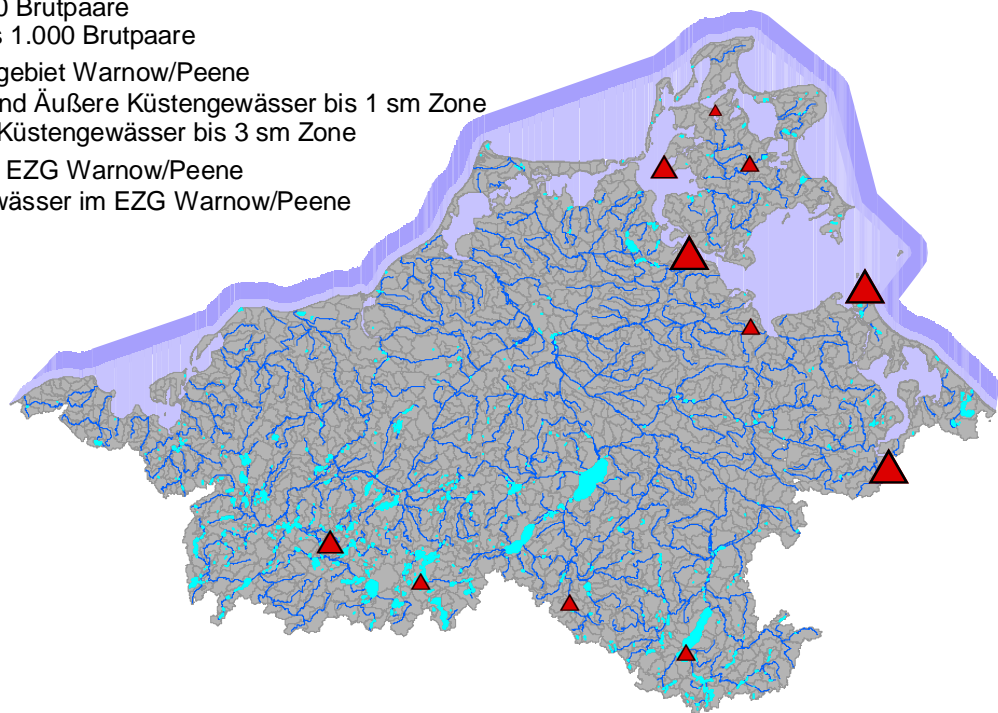 0 Brutpaare
s 1.000 Brutpaare
gebiet Warnow/Peene
nd Äußere Küstengewässer bis 1 sm Zone
Küstengewässer bis 3 sm Zone
EZG Warnow/Peene
wässer im EZG Warnow/Peene